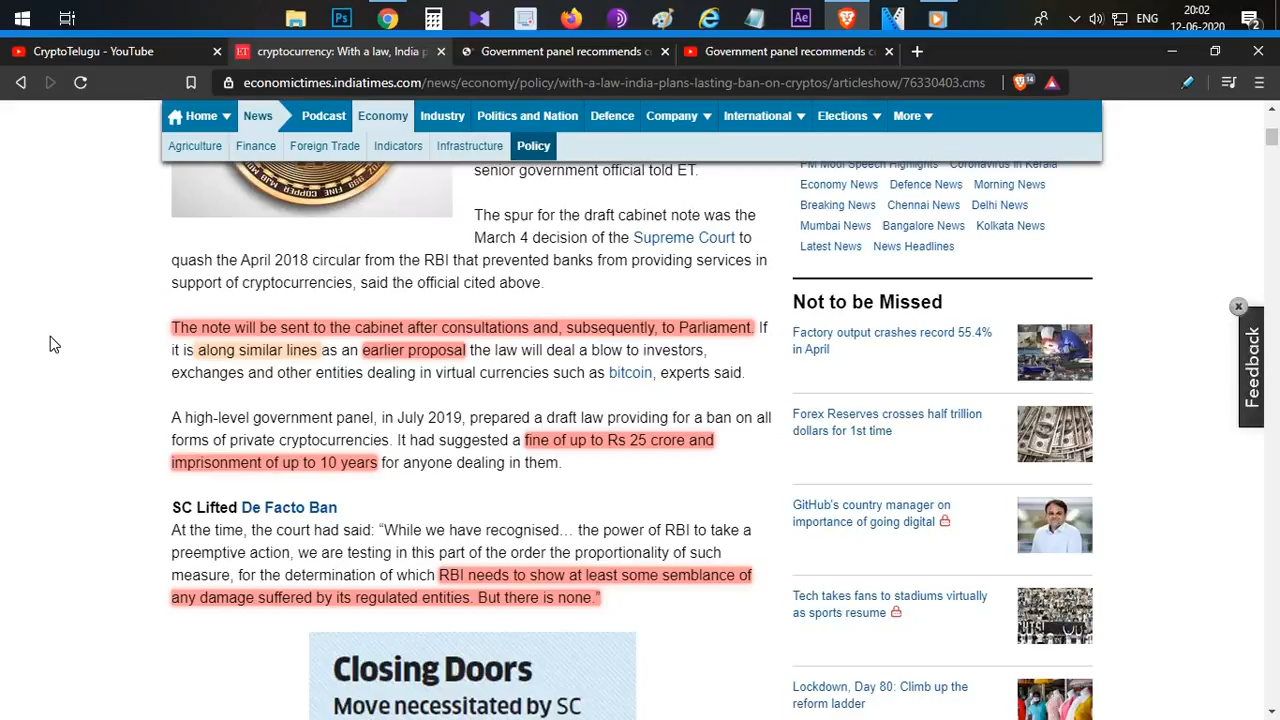 20:02
ENG
12-06-2020
2
CryptoTelugu - YouTube
ET cryptocurrency: With a law, India p
Government panel recommends c
Government panel recommends c
economictimes.indiatimes.com/news/economy/policy/with-a-law-india-plans-lasting-ban-on-cryptos/articleshow/76330403.cms
14
Home News Podcast Economy Industry Politics and Nation Defence Company International Elections More
Agriculture Finance Foreign Trade Indicators Infrastructure Policy
senior government official told ET.
The spur for the draft cabinet note was the
March 4 decision of the Supreme Court to
quash the April 2018 circular from the RBI that prevented banks from providing services in
support of cryptocurrencies, said the official cited above.
The note will be sent to the cabinet after consultations and, subsequently, to Parliament. If
it is along similar lines as an earlier proposal the law will deal a blow to investors,
exchanges and other entities dealing in virtual currencies such as bitcoin, experts said.
A high-level government panel, in July 2019, prepared a draft law providing for a ban on all
forms of private cryptocurrencies. It had suggested a fine of up to Rs 25 crore and
imprisonment of up to 10 years for anyone dealing in them.
SC Lifted De Facto Ban
At the time, the court had said: “While we have recognised… the power of RBI to take a
preemptive action, we are testing in this part of the order the proportionality of such
measure, for the determination of which RBI needs to show at least some semblance of
any damage suffered by its regulated entities. But there is none.”
Closing Doors
Move necessitated by SC
PM Modi Speech Highlights Coronavirus in Kerala
Economy News Defence News Morning News
Breaking News Chennai News Delhi News
Mumbai News Bangalore News Kolkata News
Latest News News Headlines
Not to be Missed
Factory output crashes record 55.4%
in April
Forex Reserves crosses half trillion
dollars for 1st time
GitHub's country manager on
importance of going digital
Tech takes fans to stadiums virtually
as sports resume
Lockdown, Day 80: Climb up the
reform ladder
Feedback